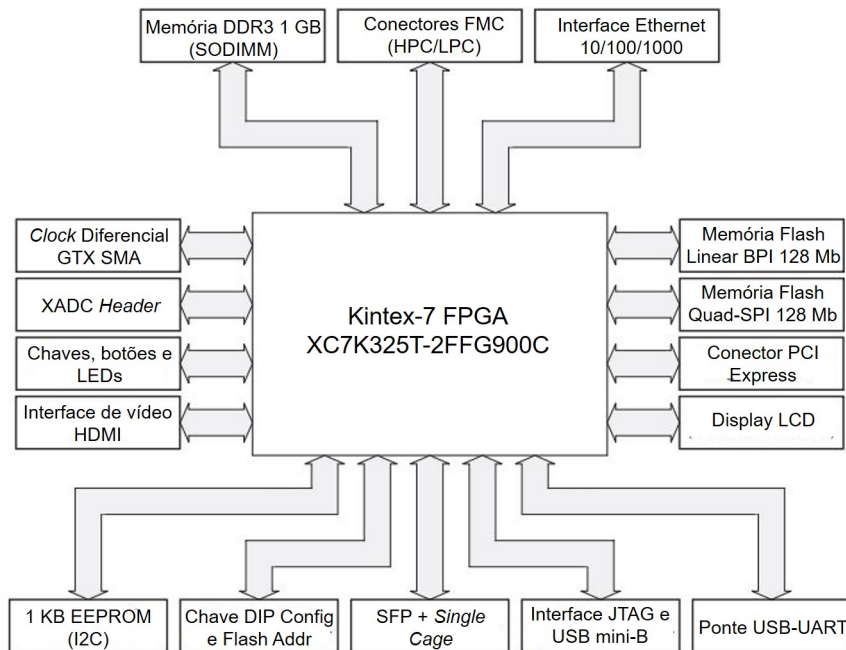 Memória DDR3 1 GB
(SODIMM)
Conectores FMC
(HPC/LPC)
Interface Ethernet
10/100/1000
Clock Diferencial
GTX SMA
XADC Header
Chaves, botões e
LEDs
Interface de vídeo
HDMI
Kintex-7 FPGA
XC7K325T-2FFG900C
Memória Flash
Linear BPI 128 Mb
Memória Flash
Quad-SPI 128 Mb
Conector PCI
Express
Display LCD
1 KB EEPROM
(I2C)
Chave DIP Config
e Flash Addr
SFP + Single
Cage
Interface JTAG e
USB mini-B
Ponte USB-UART